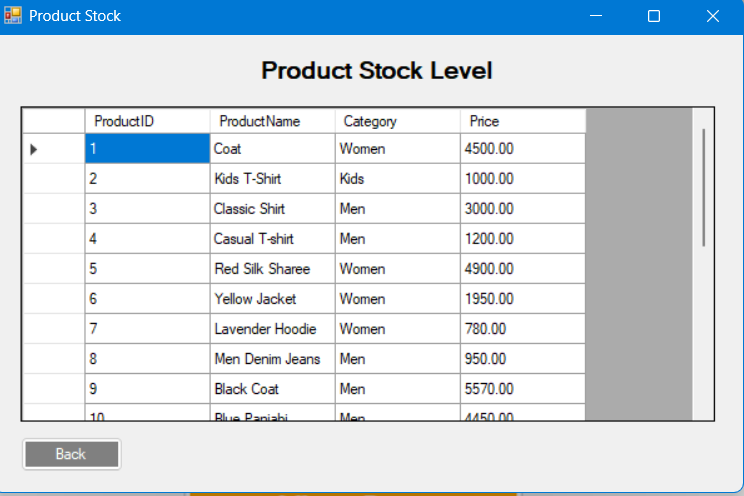 Product Stock
Product Stock Level
ProductID ProductName Category Price
1 Coat Women 4500.00
2 Kids T-Shirt Kids 1000.00
3 Classic Shirt Men 3000.00
4 Casual T-shirt Men 1200.00
5 Red Silk Sharee Women 4900.00
6 Yellow Jacket Women 1950.00
7 Lavender Hoodie Women 780.00
8 Men Denim Jeans Men 950.00
9 Black Coat Men 5570.00
10 Blue Panjabi Men 4450.00
Back